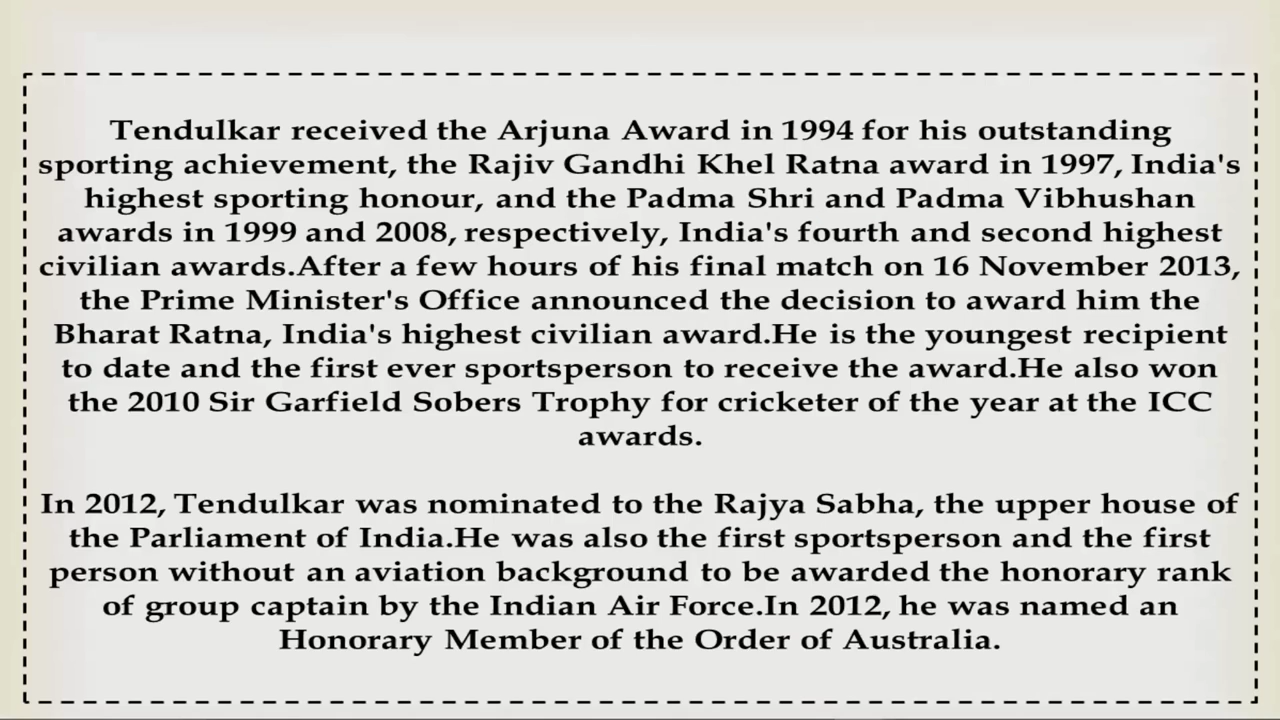 Tendulkar received the Arjuna Award in 1994 for his outstanding
sporting achievement, the Rajiv Gandhi Khel Ratna award in 1997, India's
highest sporting honour, and the Padma Shri and Padma Vibhushan
awards in 1999 and 2008, respectively, India's fourth and second highest
civilian awards.After a few hours of his final match on 16 November 2013,
the Prime Minister's Office announced the decision to award him the
Bharat Ratna, India's highest civilian award.He is the youngest recipient
to date and the first ever sportsperson to receive the award.He also won
the 2010 Sir Garfield Sobers Trophy for cricketer of the year at the ICC
awards.
In 2012, Tendulkar was nominated to the Rajya Sabha, the upper house of
the Parliament of India.He was also the first sportsperson and the first
person without an aviation background to be awarded the honorary rank
of group captain by the Indian Air Force.In 2012, he was named an
Honorary Member of the Order of Australia.